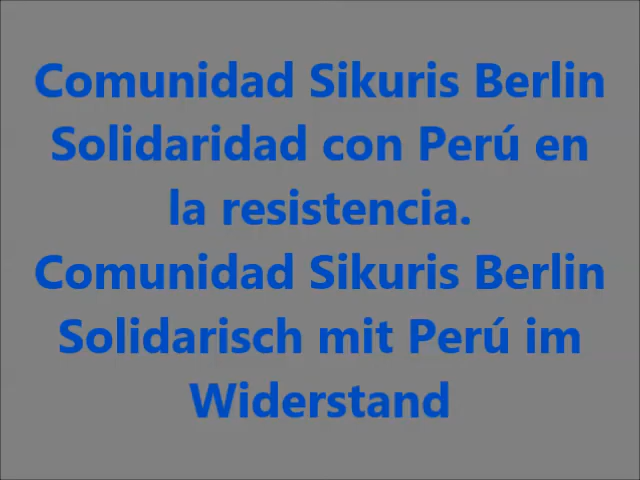 Comunidad Sikuris Berlin
Solidaridad con Perú en
la resistencia.
Comunidad Sikuris Berlin
Solidarisch mit Perú im
Widerstand